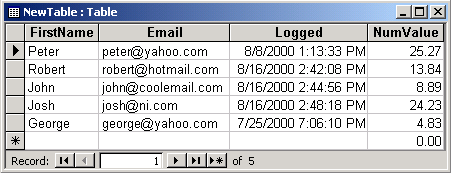 NewTable : Table
FirstName Email Logged NumValue
Peter peter@yahoo.com 8/8/2000 1:13:33 PM 25.27
Robert robert@hotmail.com 8/16/2000 2:42:08 PM 13.84
John john@coolemail.com 8/16/2000 2:44:56 PM 8.89
Josh josh@ni.com 8/16/2000 2:48:18 PM 24.23
George george@yahoo.com 7/25/2000 7:06:10 PM 4.83
* 0.00
Record: 1 of 5